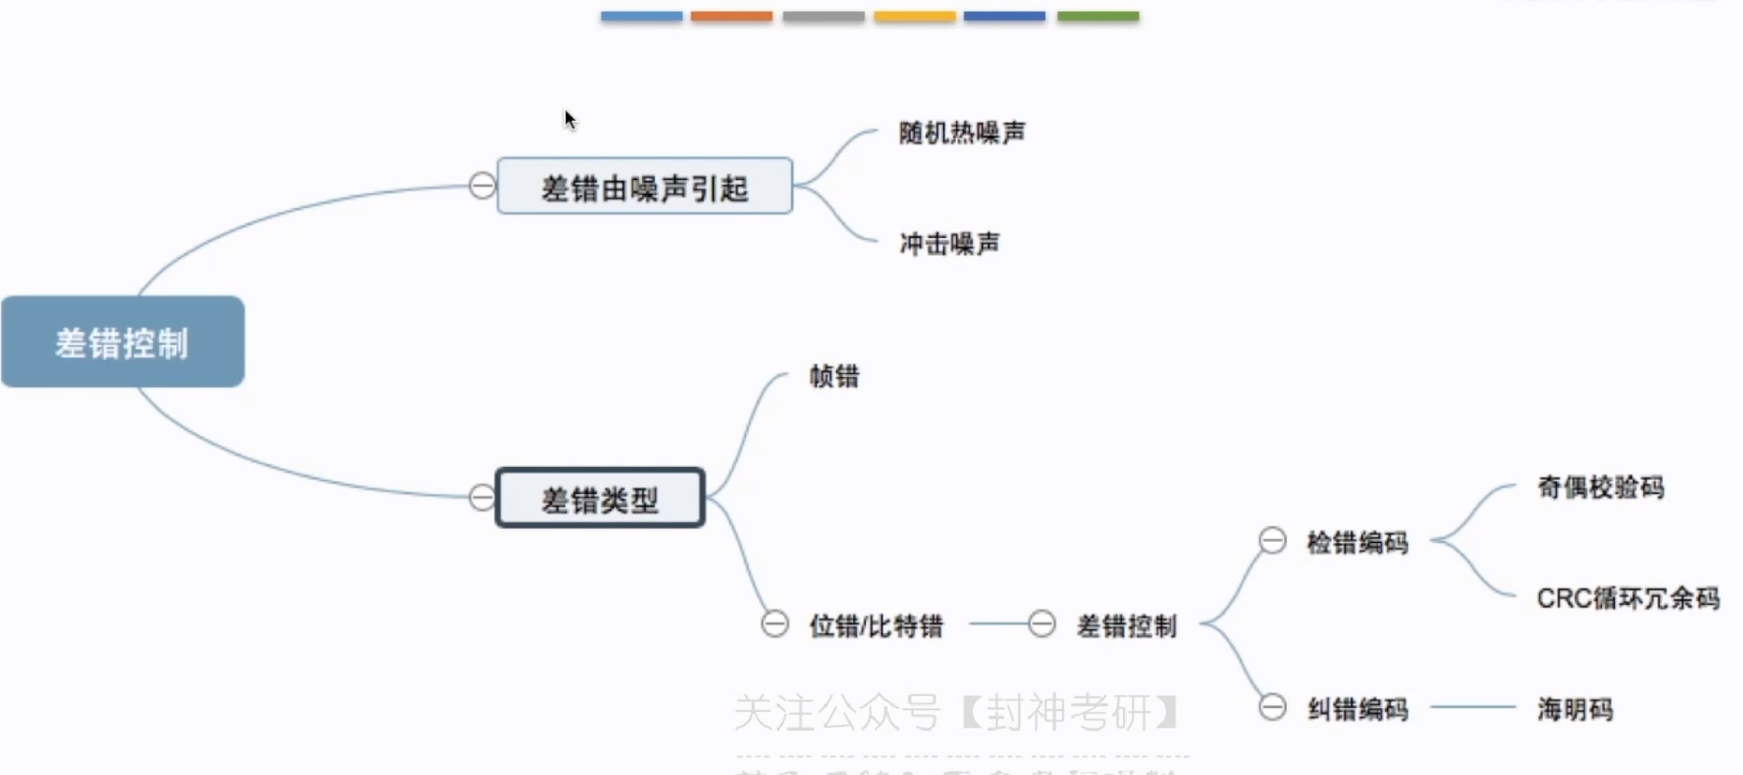 随机热噪声
差错由噪声引起
冲击噪声
差错控制
帧错
差错类型
奇偶校验码
检错编码
CRC循环冗余码
位错/比特错
差错控制
纠错编码
海明码
关注公众号【封神考研】